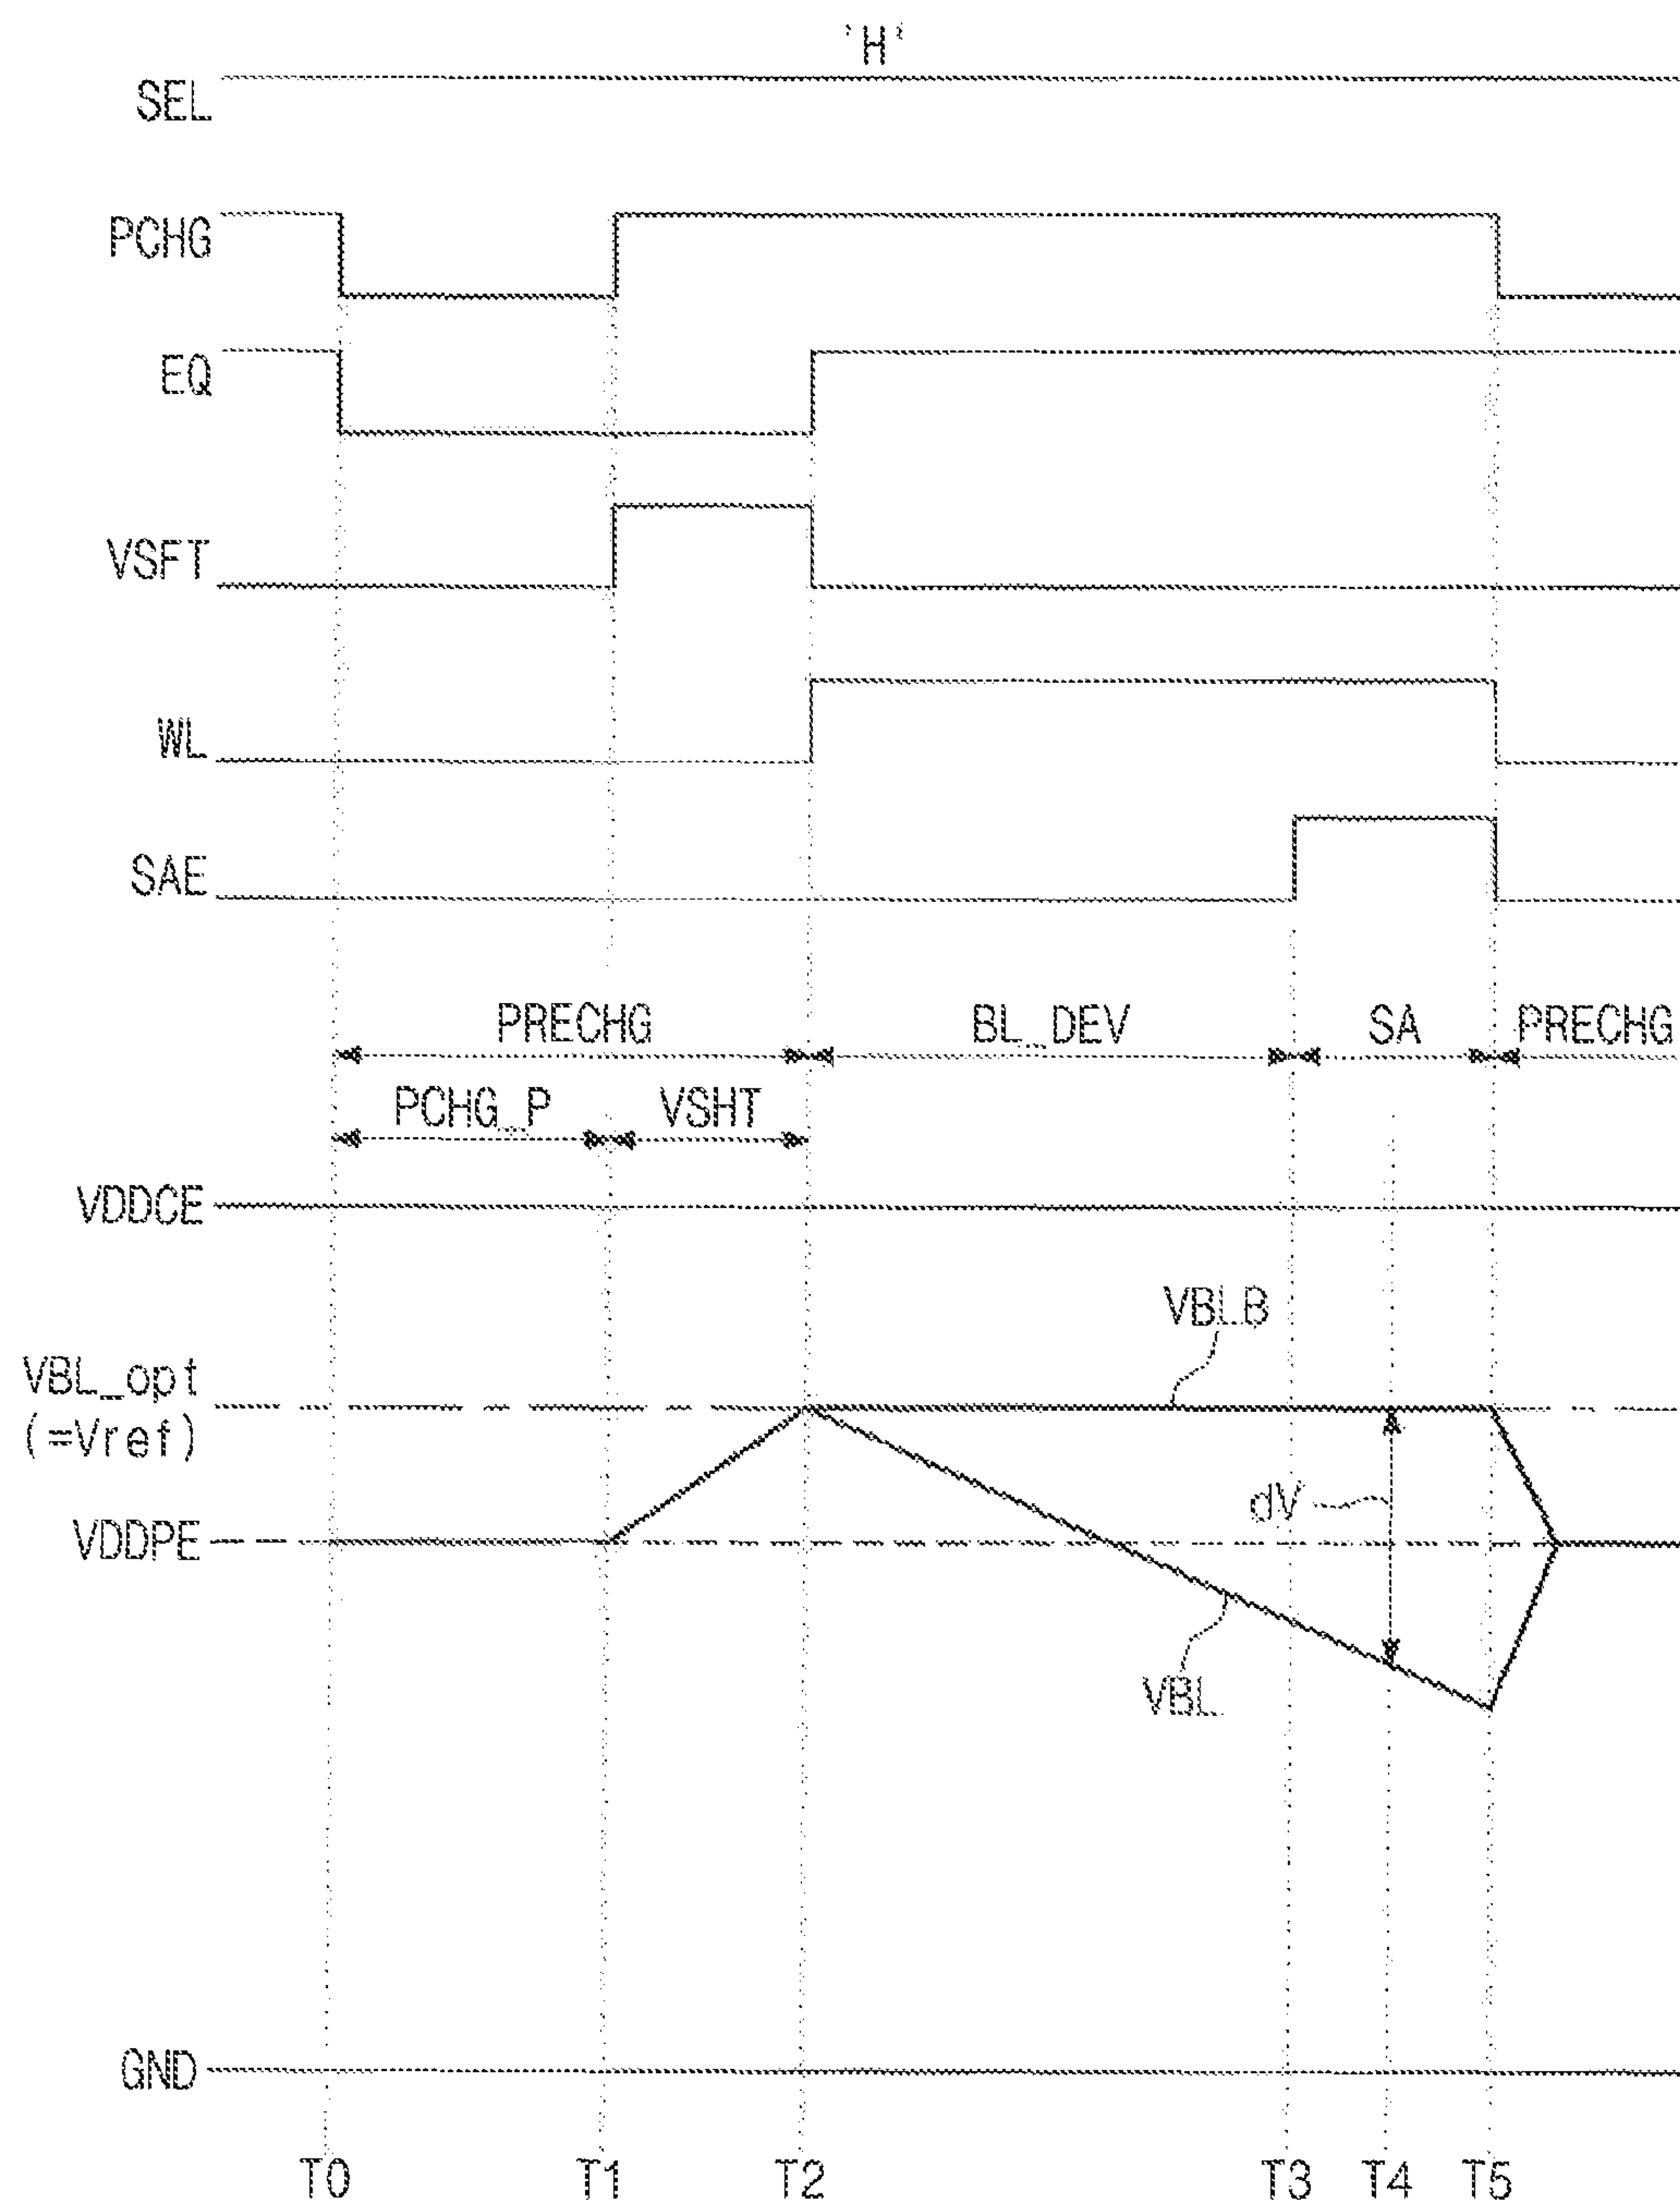 'H'
SEL
PCHG
EQ
VSFT
WL
SAE
PRECHG BL_DEV SA PRECHG
PCHG_P VSHT
VDDCE
VBLB
VBL_opt
(=Vref)
dV
VDDPE
VBL
GND
T0 T1 T2 T3 T4 T5